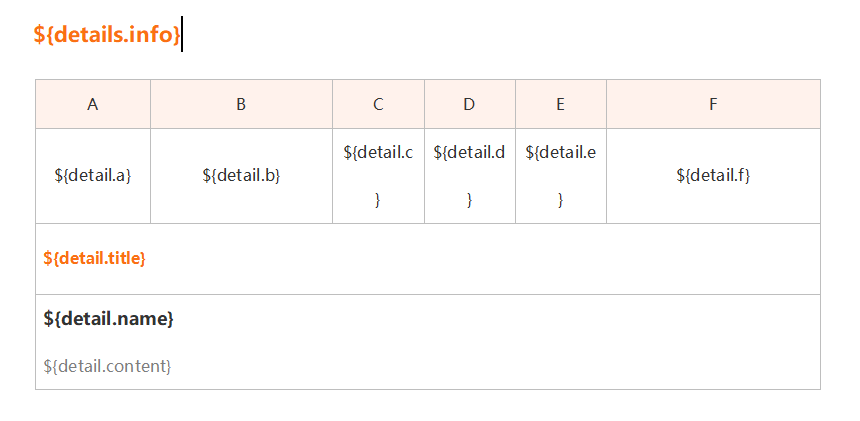 ${details.info}
A B C D E F
${detail.a} ${detail.b} ${detail.c ${detail.d ${detail.e ${detail.f}
} } }
${detail.title}
${detail.name}
${detail.content}